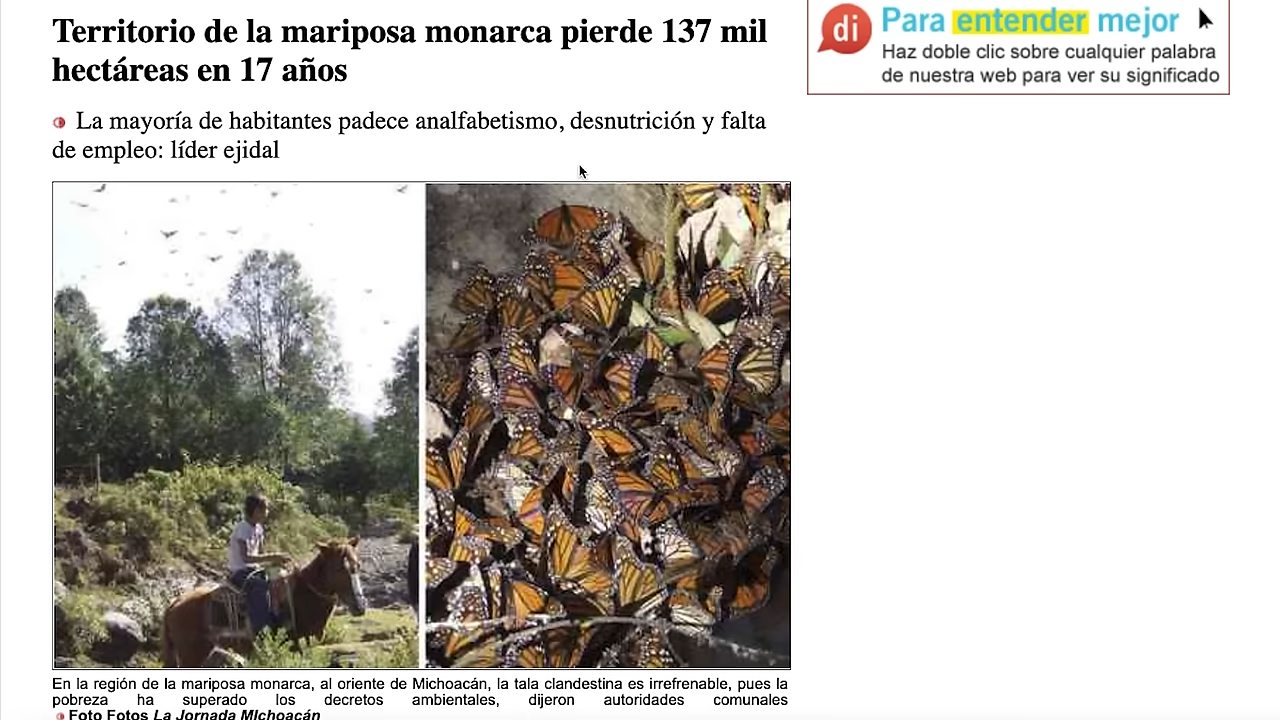 Territorio de la mariposa monarca pierde 137 mil
hectáreas en 17 años
La mayoría de habitantes padece analfabetismo, desnutrición y falta
de empleo: líder ejidal
En la región de la mariposa monarca, al oriente de Michoacán, la tala clandestina es irrefrenable, pues la
pobreza ha superado los decretos ambientales, dijeron autoridades comunales
Foto Fotos La Jornada MIchoacán
di
Para entender mejor
Haz doble clic sobre cualquier palabra
de nuestra web para ver su significado